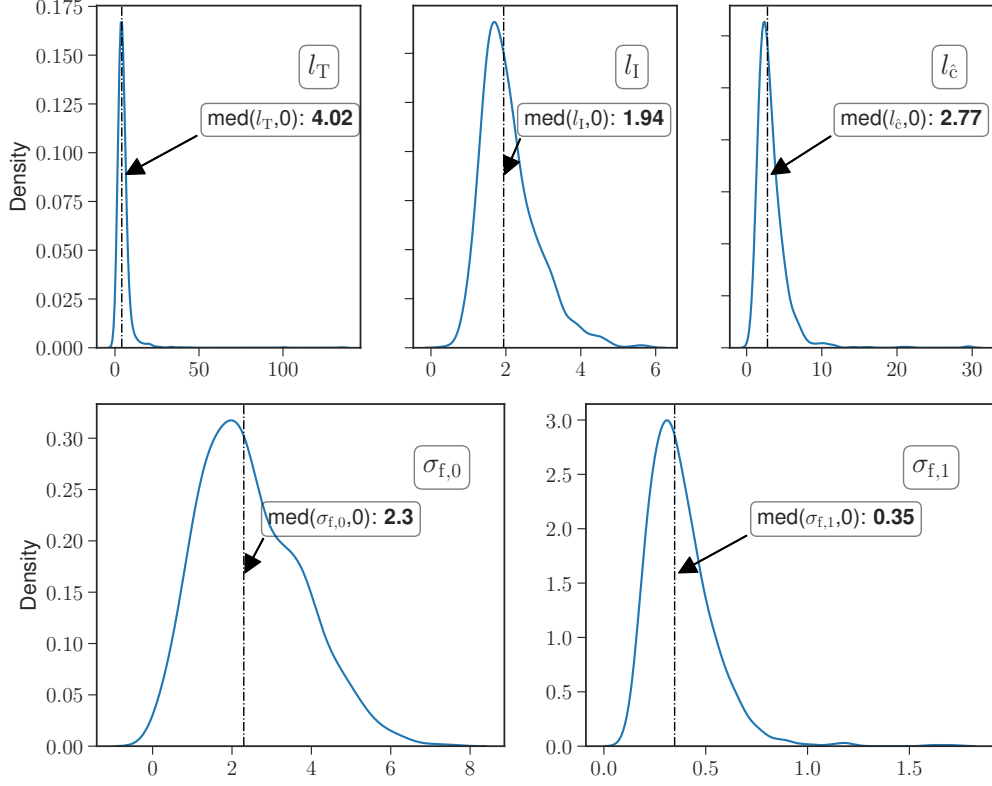 0.175
0.150
0.125
0.100
0.075
0.050
0.025
0.000
Density
l_T
med(l_T,0): 4.02
0 50 100
l_I
med(l_I,0): 1.94
0 2 4 6
l_ĉ
med(l_ĉ,0): 2.77
0 10 20 30
0.30
0.25
0.20
0.15
0.10
0.05
0.00
Density
σ_f,0
med(σ_f,0,0): 2.3
0 2 4 6 8
3.0
2.5
2.0
1.5
1.0
0.5
0.0
σ_f,1
med(σ_f,1,0): 0.35
0.0 0.5 1.0 1.5